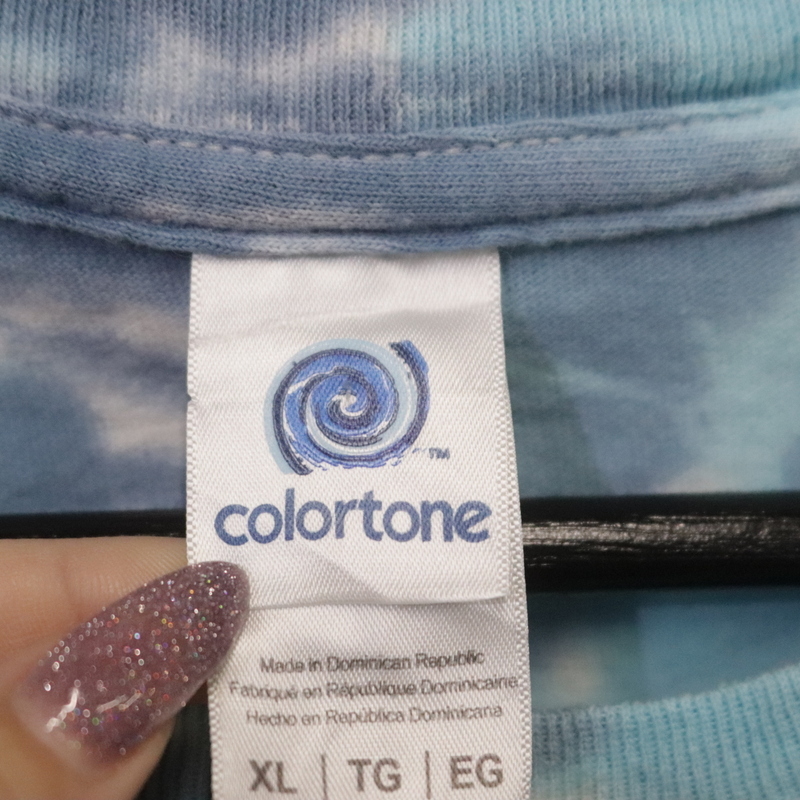 TM
colortone
Made in Dominican Republic
Fabriqué en République Dominicaine
Hecho en República Dominicana
XL | TG | EG